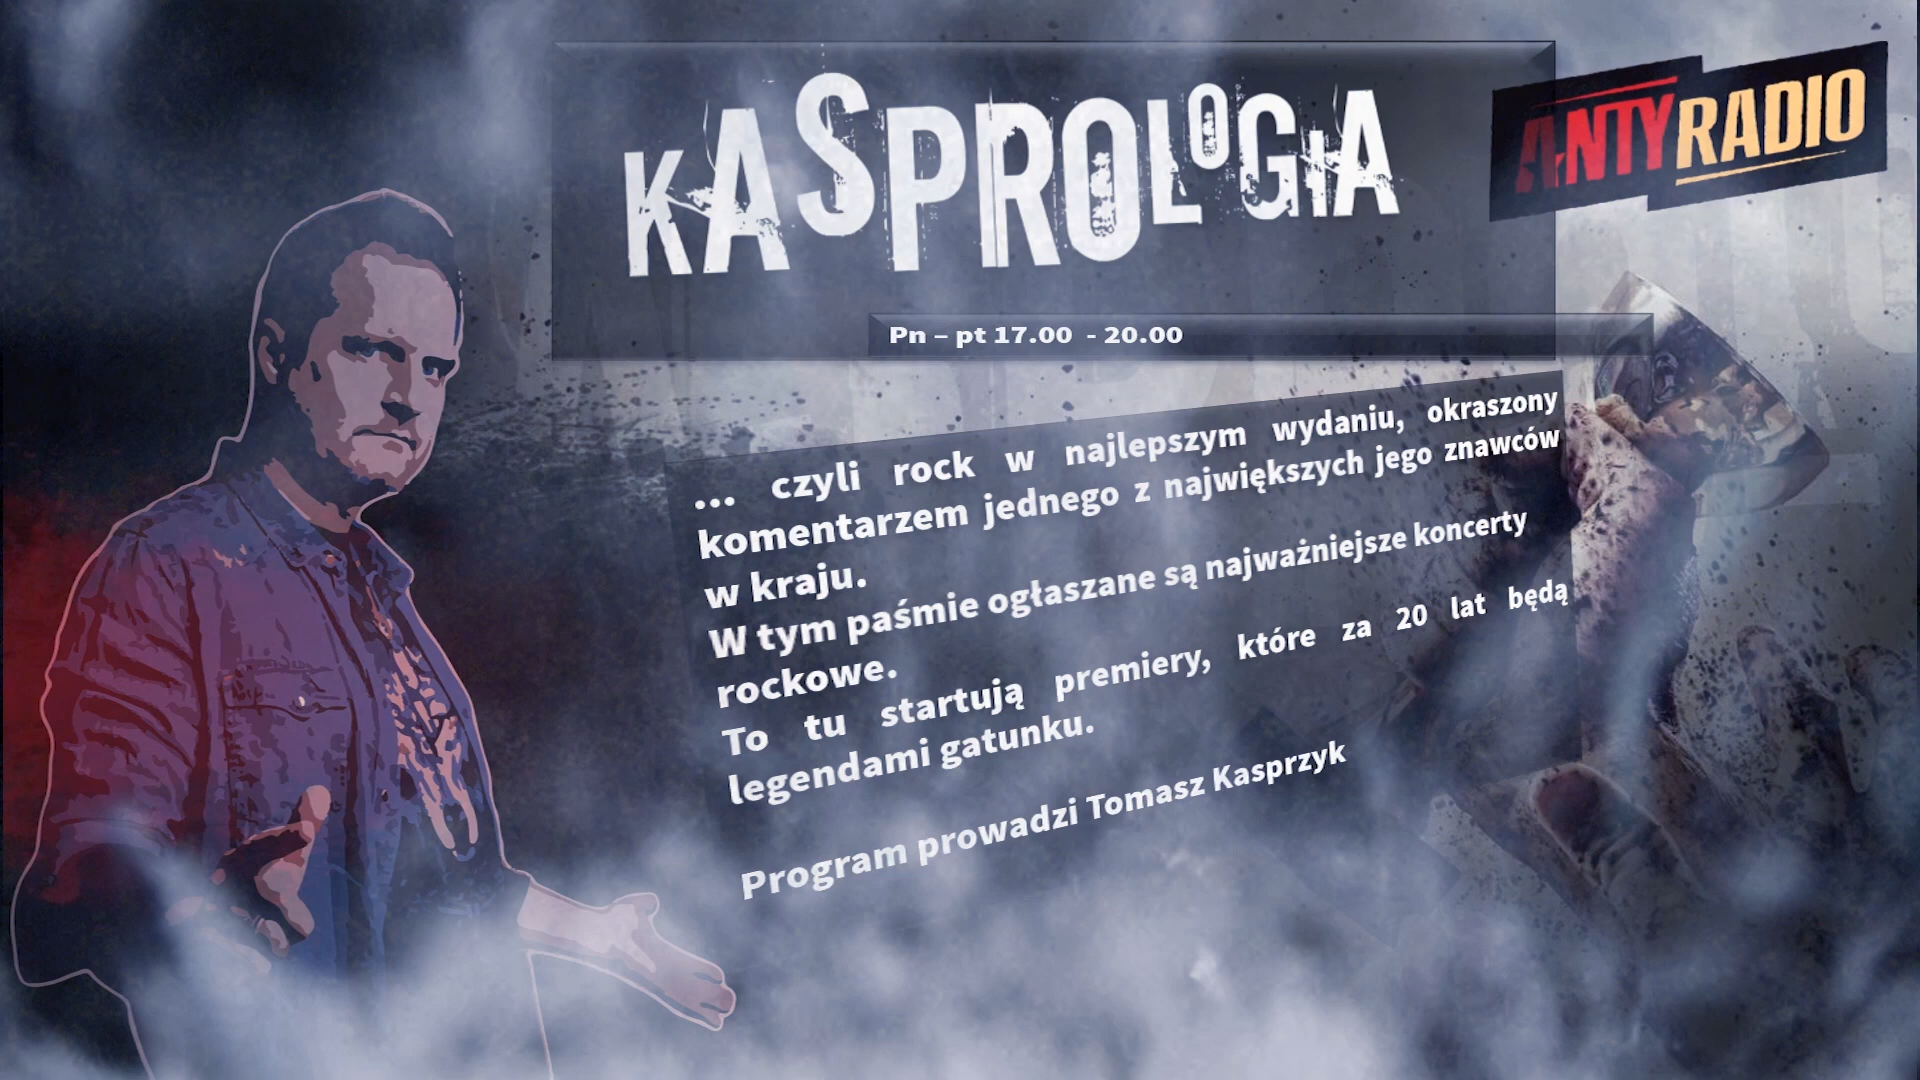 KASPROLOGIA
ANTYRADIO
Pn – pt 17.00 - 20.00
... czyli rock w najlepszym wydaniu, okraszony
komentarzem jednego z największych jego znawców
w kraju.
W tym paśmie ogłaszane są najważniejsze koncerty
rockowe.
To tu startują premiery, które za 20 lat będą
legendami gatunku.
Program prowadzi Tomasz Kasprzyk